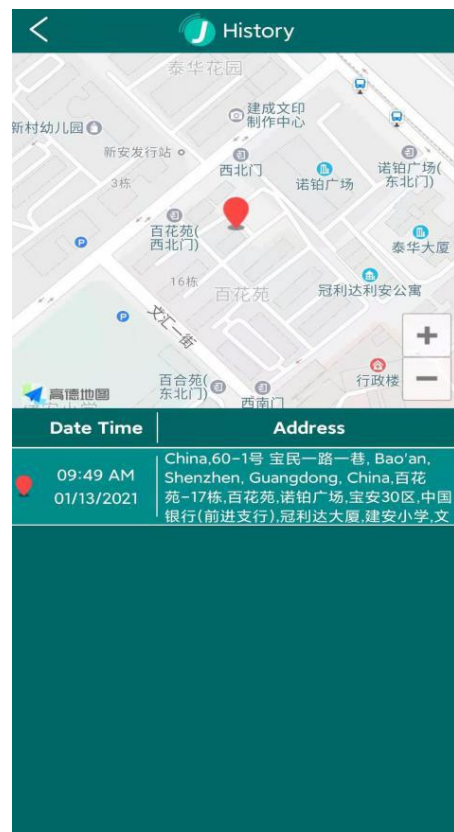 History
泰华花园
建成文印
制作中心
新村幼儿园
新安发行站
西北门
诺铂广场
诺铂广场(
东北门)
3栋
百花苑(
西北门)
泰华大厦
16栋
百花苑
冠利达利安公寓
文汇一街
+
高德地图
百合苑(
东北门)
西南门
行政楼
−
Date Time
Address
09:49 AM
01/13/2021
China,60-1号 宝民一路一巷, Bao'an,
Shenzhen, Guangdong, China,百花
苑-17栋,百花苑,诺铂广场,宝安30区,中国
银行(前进支行),冠利达大厦,建安小学,文